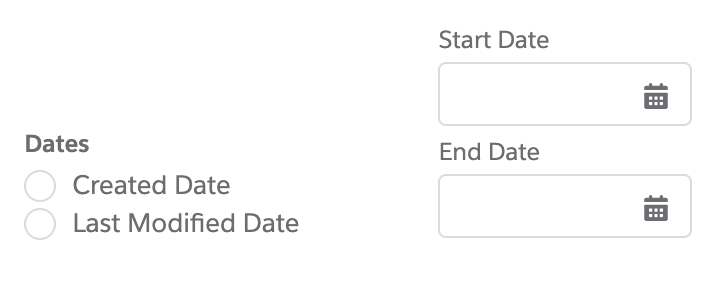 Start Date
End Date
Dates
Created Date
Last Modified Date